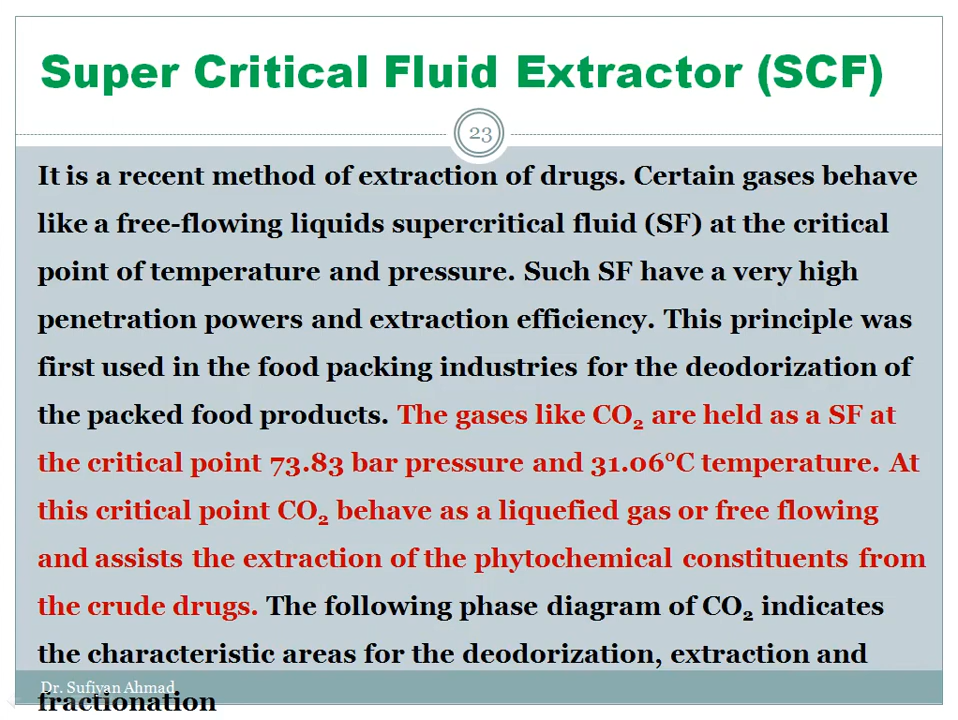 Super Critical Fluid Extractor (SCF)
23
It is a recent method of extraction of drugs. Certain gases behave
like a free-flowing liquids supercritical fluid (SF) at the critical
point of temperature and pressure. Such SF have a very high
penetration powers and extraction efficiency. This principle was
first used in the food packing industries for the deodorization of
the packed food products. The gases like CO₂ are held as a SF at
the critical point 73.83 bar pressure and 31.06°C temperature. At
this critical point CO₂ behave as a liquefied gas or free flowing
and assists the extraction of the phytochemical constituents from
the crude drugs. The following phase diagram of CO₂ indicates
the characteristic areas for the deodorization, extraction and
Dr. Sufiyan Ahmad
fractionation